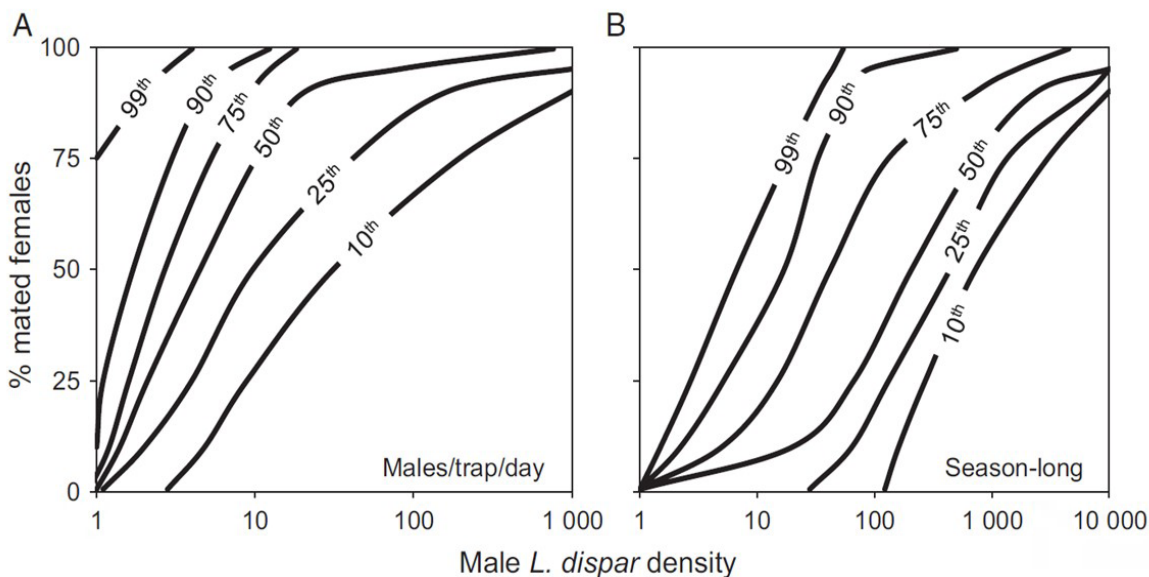 A
B
% mated females
100
75
50
25
0
99th
90th
75th
50th
25th
10th
Males/trap/day
1
10
100
1 000
99th
90th
75th
50th
25th
10th
Season-long
1
10
100
1 000
10 000
Male L. dispar density